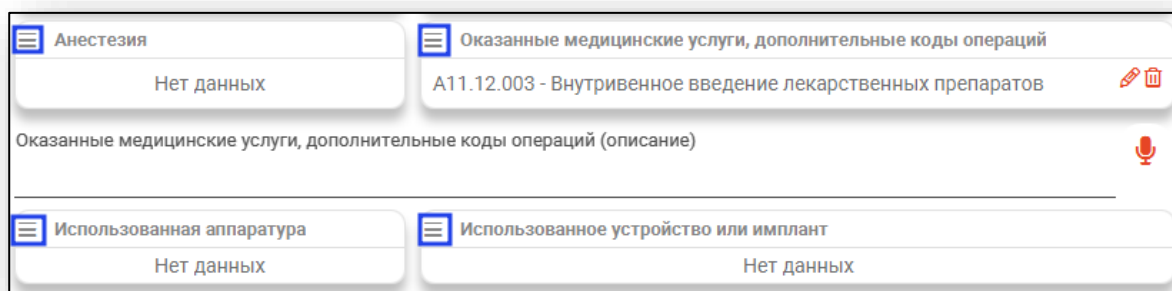 Анестезия
Оказанные медицинские услуги, дополнительные коды операций
Нет данных
A11.12.003 - Внутривенное введение лекарственных препаратов
Оказанные медицинские услуги, дополнительные коды операций (описание)
Использованная аппаратура
Использованное устройство или имплант
Нет данных
Нет данных